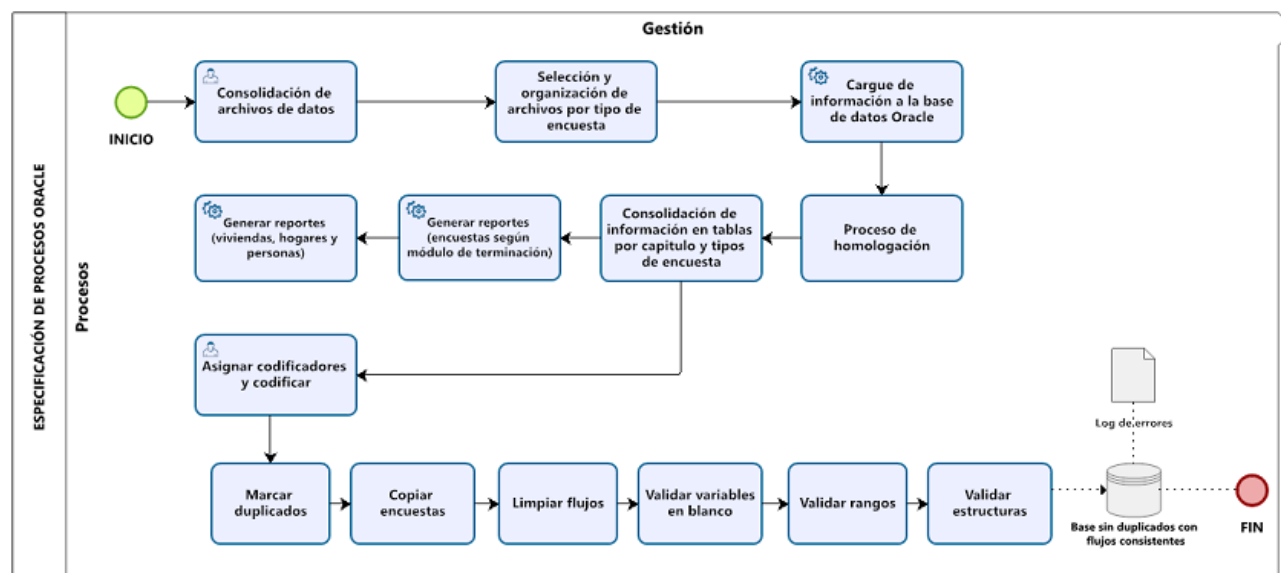 Gestión
ESPECIFICACIÓN DE PROCESOS ORACLE
Procesos
INICIO
Consolidación de
archivos de datos
Selección y
organización de
archivos por tipo de
encuesta
Cargue de
información a la base
de datos Oracle
Generar reportes
(viviendas, hogares y
personas)
Generar reportes
(encuestas según
módulo de terminación)
Consolidación de
información en tablas
por capitulo y tipos
de encuesta
Proceso de
homologación
Asignar codificadores
y codificar
Log de errores
Marcar
duplicados
Copiar
encuestas
Limpiar flujos
Validar variables
en blanco
Validar rangos
Validar
estructuras
Base sin duplicados con
flujos consistentes
FIN